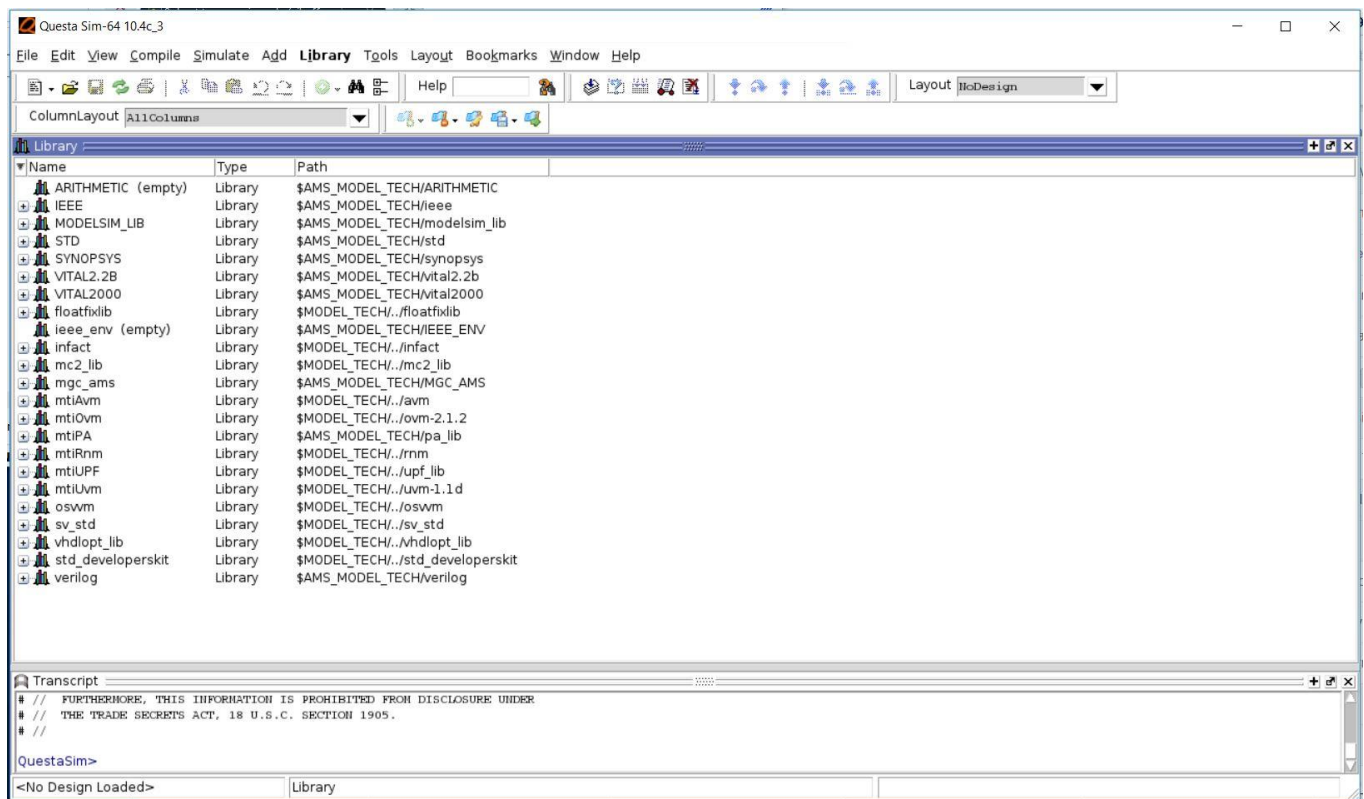 Questa Sim-64 10.4c_3
File Edit View Compile Simulate Add Library Tools Layout Bookmarks Window Help
Help Layout NoDesign
ColumnLayout AllColumns
Library
Name Type Path
ARITHMETIC (empty) Library $AMS_MODEL_TECH/ARITHMETIC
IEEE Library $AMS_MODEL_TECH/ieee
MODELSIM_LIB Library $AMS_MODEL_TECH/modelsim_lib
STD Library $AMS_MODEL_TECH/std
SYNOPSYS Library $AMS_MODEL_TECH/synopsys
VITAL2.2B Library $AMS_MODEL_TECH/vital2.2b
VITAL2000 Library $AMS_MODEL_TECH/vital2000
floatfixlib Library $MODEL_TECH/../floatfixlib
ieee_env (empty) Library $AMS_MODEL_TECH/IEEE_ENV
infact Library $MODEL_TECH/../infact
mc2_lib Library $MODEL_TECH/../mc2_lib
mgc_ams Library $AMS_MODEL_TECH/MGC_AMS
mtiAvm Library $MODEL_TECH/../avm
mtiOvm Library $MODEL_TECH/../ovm-2.1.2
mtiPA Library $AMS_MODEL_TECH/pa_lib
mtiRnm Library $MODEL_TECH/../rnm
mtiUPF Library $MODEL_TECH/../upf_lib
mtiUvm Library $MODEL_TECH/../uvm-1.1d
osvvm Library $MODEL_TECH/../osvvm
sv_std Library $MODEL_TECH/../sv_std
vhdlopt_lib Library $MODEL_TECH/../vhdlopt_lib
std_developerskit Library $MODEL_TECH/../std_developerskit
verilog Library $AMS_MODEL_TECH/verilog
Transcript
# // FURTHERMORE, THIS INFORMATION IS PROHIBITED FROM DISCLOSURE UNDER
# // THE TRADE SECRETS ACT, 18 U.S.C. SECTION 1905.
# //
QuestaSim>
<No Design Loaded> Library